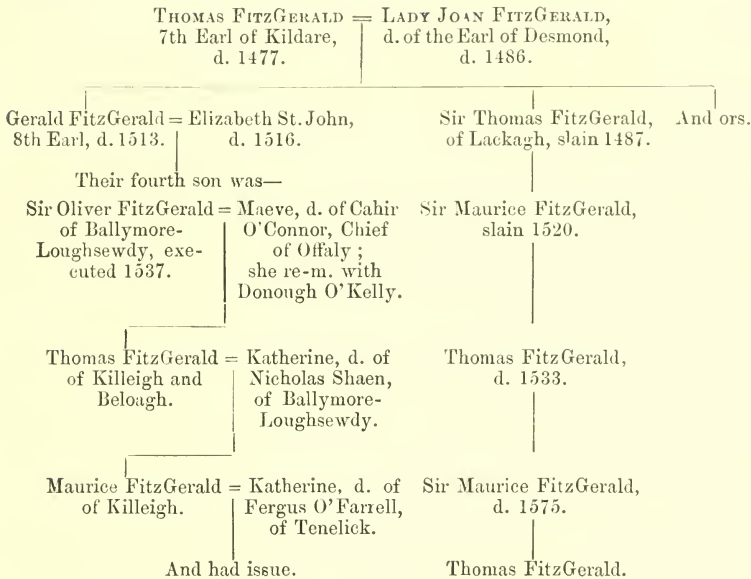 Thomas FitzGerald = Lady Joan FitzGerald,
7th Earl of Kildare, d. of the Earl of Desmond,
d. 1477. d. 1486.
Gerald FitzGerald = Elizabeth St. John, Sir Thomas FitzGerald, And ors.
8th Earl, d. 1513. d. 1516. of Lackagh, slain 1487.
Their fourth son was—
Sir Oliver FitzGerald = Maeve, d. of Cahir Sir Maurice FitzGerald,
of Ballymore- O'Connor, Chief slain 1520.
Loughsewdy, exe- of Offaly ;
cuted 1537. she re-m. with
Donough O'Kelly.
Thomas FitzGerald = Katherine, d. of Thomas FitzGerald,
of Killeigh and Nicholas Shaen, d. 1533.
Beloagh. of Ballymore-
Loughsewdy.
Maurice FitzGerald = Katherine, d. of Sir Maurice FitzGerald,
of Killeigh. Fergus O'Farrell, d. 1575.
of Tenelick.
And had issue. Thomas FitzGerald.